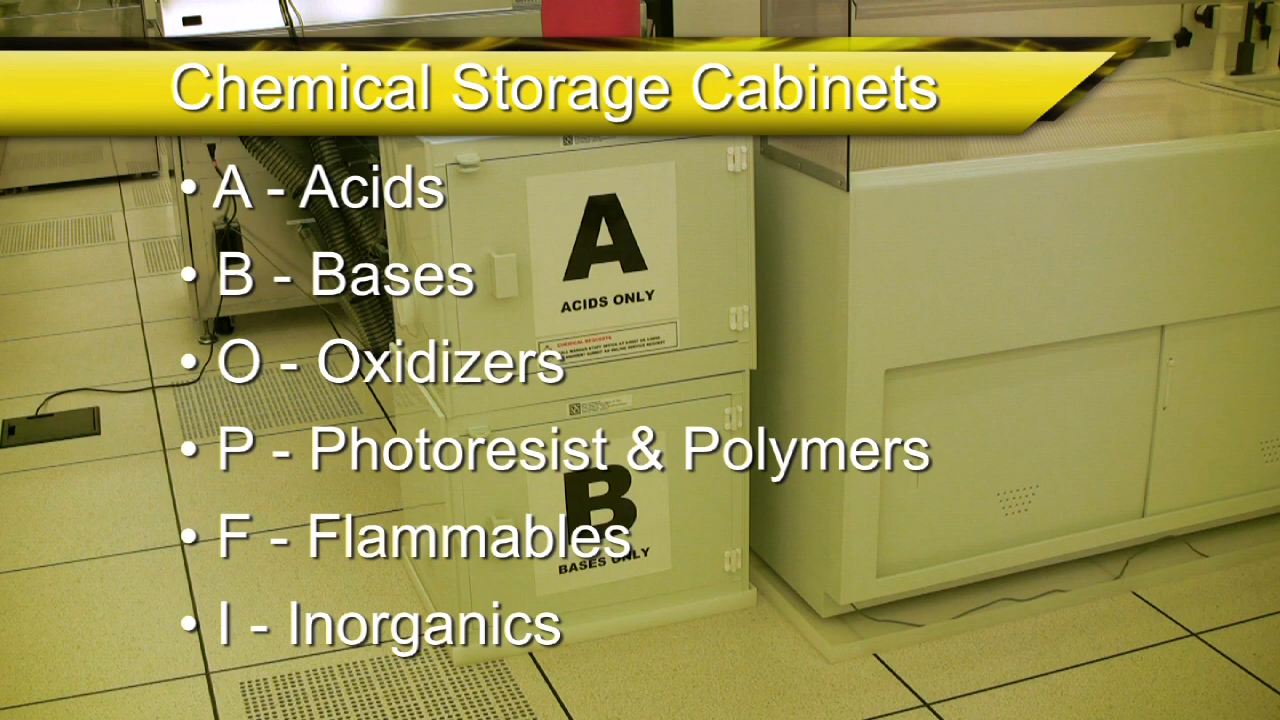 Chemical Storage Cabinets
• A - Acids
• B - Bases
• O - Oxidizers
• P - Photoresist & Polymers
• F - Flammables
• I - Inorganics
A
ACIDS ONLY
CHEMICAL REQUESTS
B
BASES ONLY